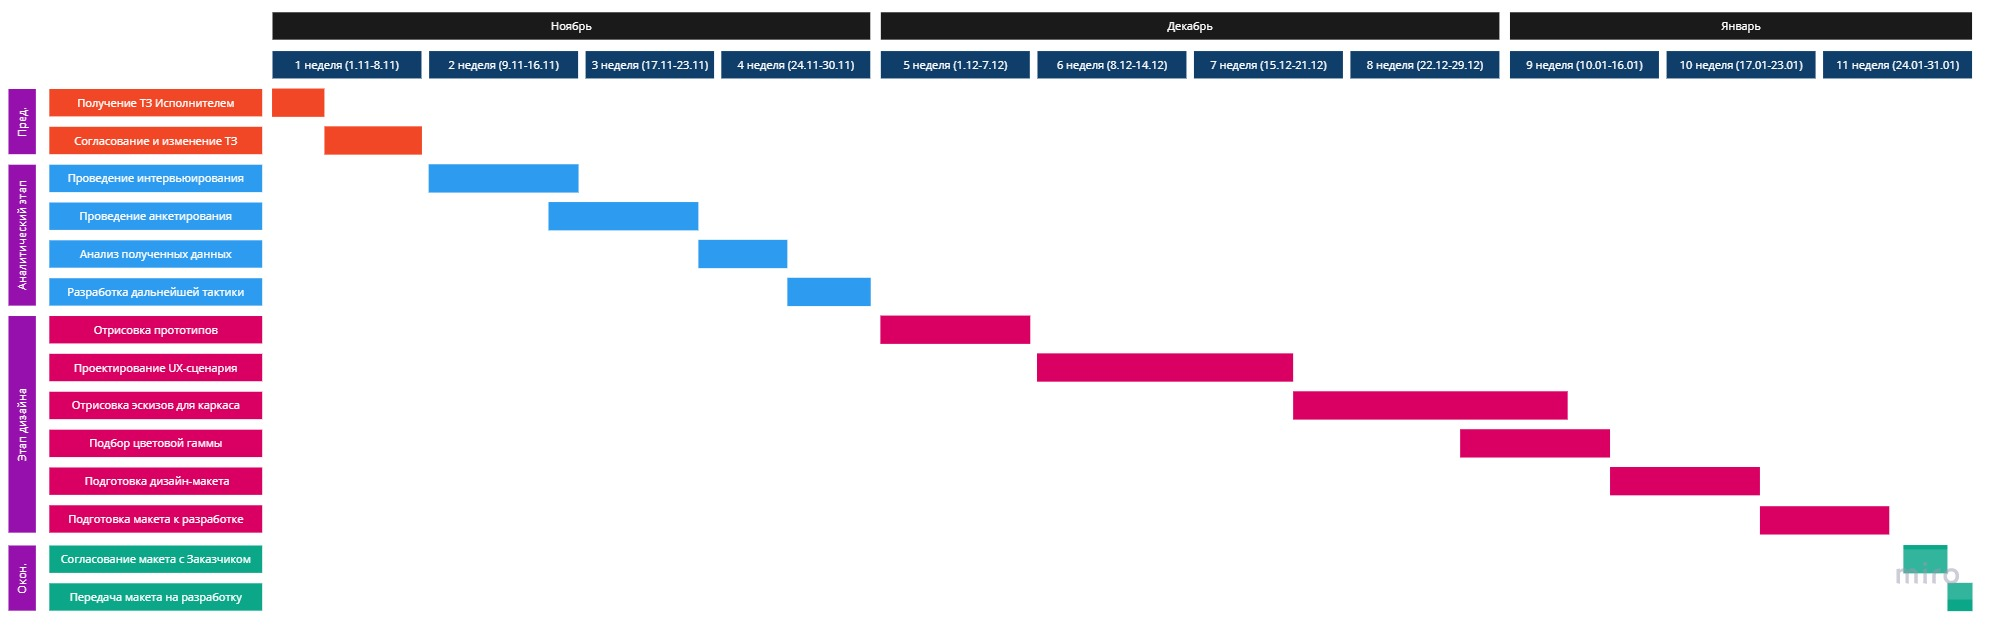 Ноябрь
Декабрь
Январь
1 неделя (1.11-8.11)
2 неделя (9.11-16.11)
3 неделя (17.11-23.11)
4 неделя (24.11-30.11)
5 неделя (1.12-7.12)
6 неделя (8.12-14.12)
7 неделя (15.12-21.12)
8 неделя (22.12-29.12)
9 неделя (10.01-16.01)
10 неделя (17.01-23.01)
11 неделя (24.01-31.01)
Пред.
Получение ТЗ Исполнителем
Согласование и изменение ТЗ
Аналитический этап
Проведение интервьюирования
Проведение анкетирования
Анализ полученных данных
Разработка дальнейшей тактики
Этап дизайна
Отрисовка прототипов
Проектирование UX-сценария
Отрисовка эскизов для каркаса
Подбор цветовой гаммы
Подготовка дизайн-макета
Подготовка макета к разработке
Окон.
Согласование макета с Заказчиком
Передача макета на разработку
miro